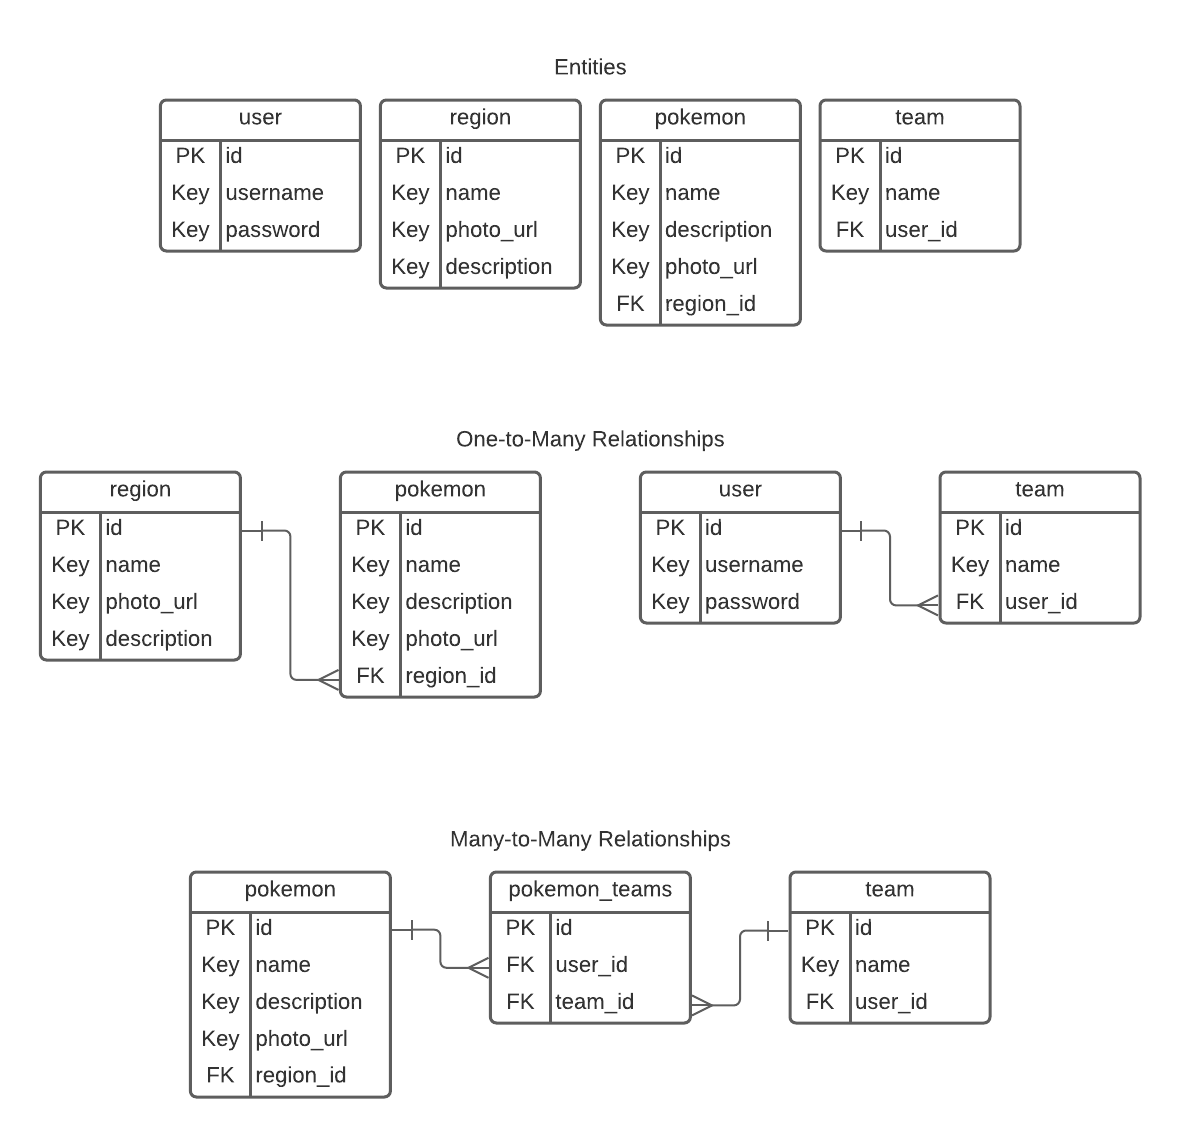 Entities
user
PK id
Key username
Key password
region
PK id
Key name
Key photo_url
Key description
pokemon
PK id
Key name
Key description
Key photo_url
FK region_id
team
PK id
Key name
FK user_id
One-to-Many Relationships
region
PK id
Key name
Key photo_url
Key description
pokemon
PK id
Key name
Key description
Key photo_url
FK region_id
user
PK id
Key username
Key password
team
PK id
Key name
FK user_id
Many-to-Many Relationships
pokemon
PK id
Key name
Key description
Key photo_url
FK region_id
pokemon_teams
PK id
FK user_id
FK team_id
team
PK id
Key name
FK user_id